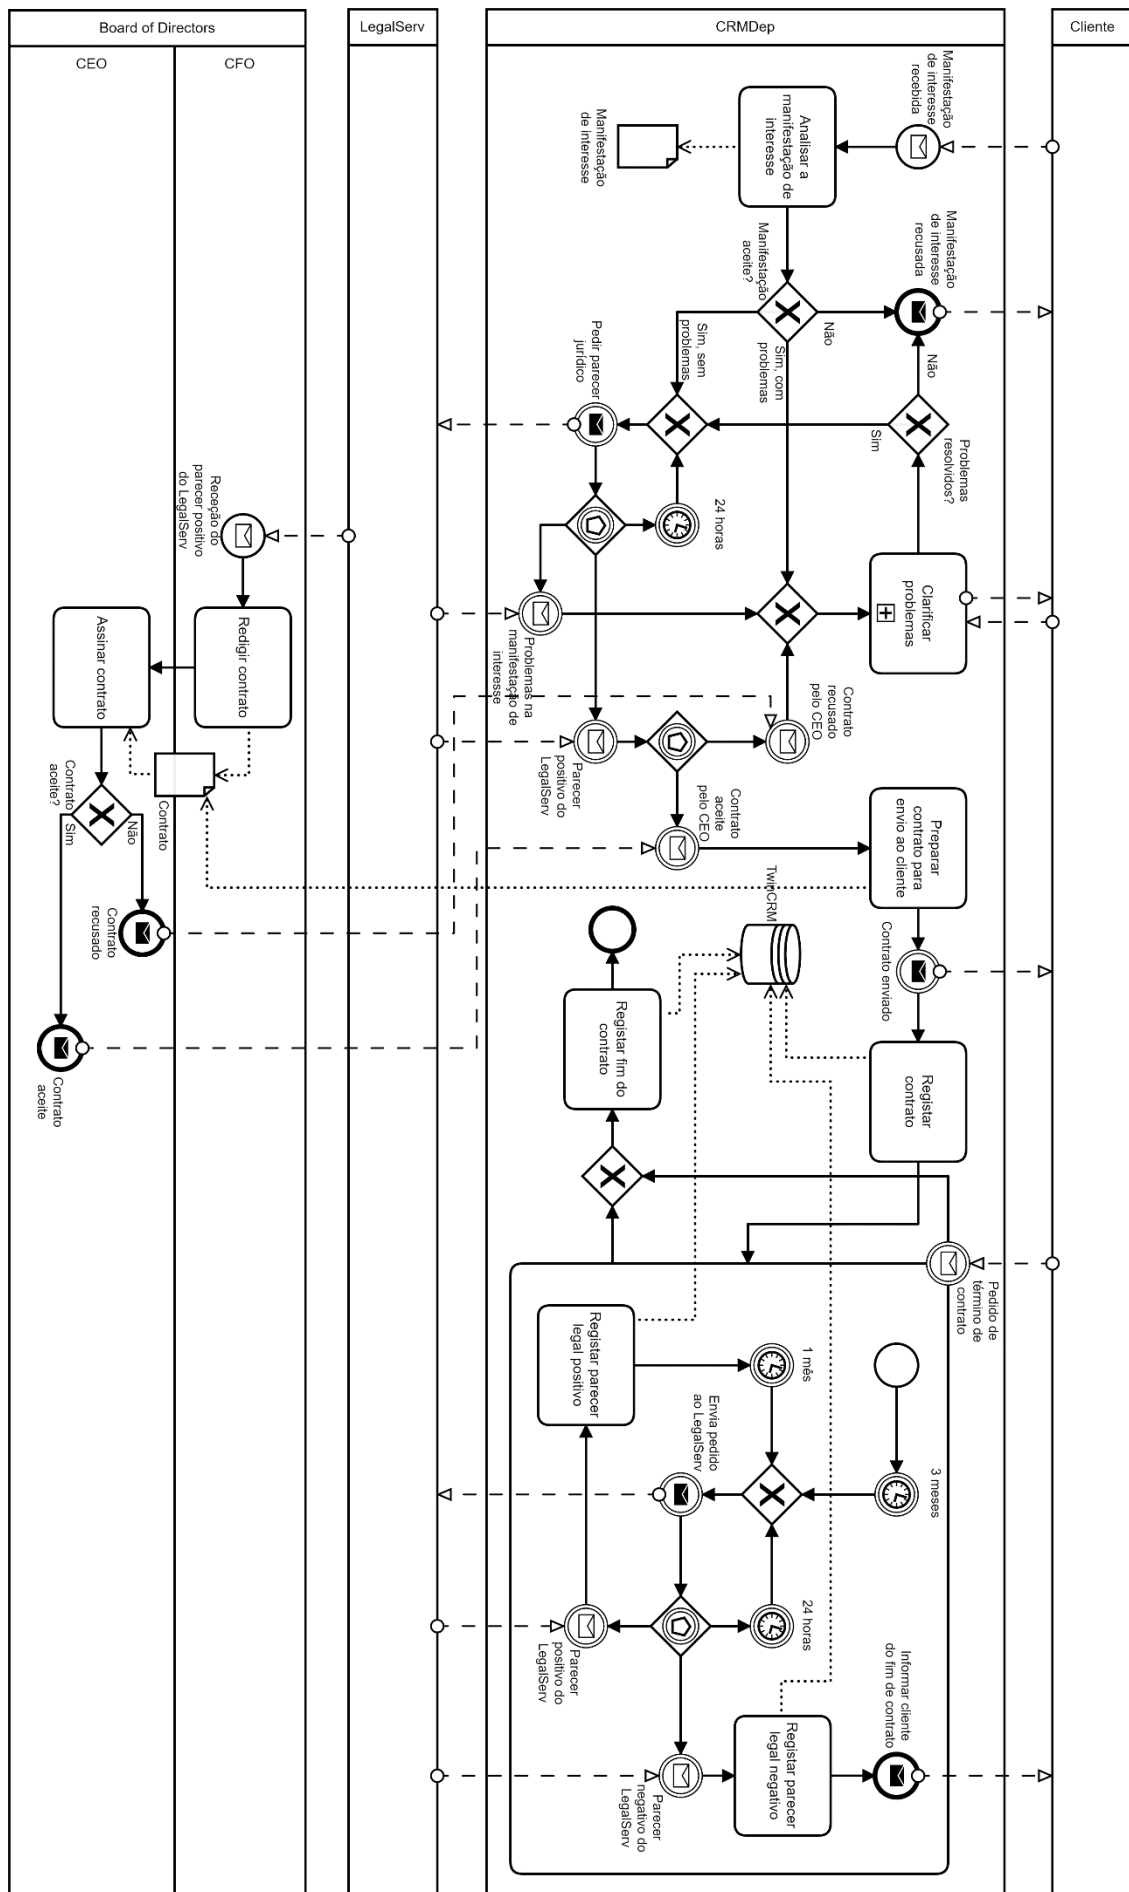 Board of Directors
CEO
CFO
LegalServ
CRMDep
Cliente
Manifestação
de interesse
recebida
Analisar a
manifestação de
interesse
Manifestação
de interesse
Manifestação
aceite?
Não
Sim, com
problemas
Sim, sem
problemas
Manifestação
de interesse
recusada
Não
Problemas
resolvidos?
Sim
Pedir parecer
jurídico
24 horas
Clarificar
problemas
Problemas na
manifestação de
interesse
Parecer
positivo do
LegalServ
Contrato
recusado
pelo CEO
Contrato
aceite
pelo CEO
Receção do
parecer positivo
do LegalServ
Redigir contrato
Assinar contrato
Contrato
Contrato
aceite?
Não
Sim
Contrato
recusado
Contrato
aceite
Preparar
contrato para
envio ao cliente
Contrato enviado
Registar
contrato
TwinCRM
Registar fim do
contrato
Pedido de
término de
contrato
3 meses
1 mês
Envia pedido
ao LegalServ
24 horas
Parecer
positivo do
LegalServ
Registar parecer
legal positivo
Parecer
negativo do
LegalServ
Registar parecer
legal negativo
Informar cliente
do fim de contrato